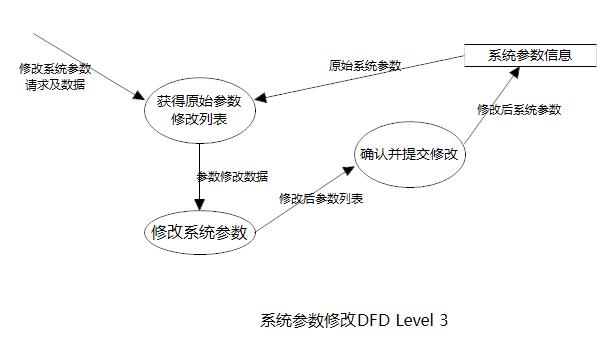 原始系统参数
系统参数信息
修改系统参数
请求及数据
获得原始参数
修改列表
修改后系统参数
确认并提交修改
参数修改数据
修改后参数列表
修改系统参数
系统参数修改DFD Level 3